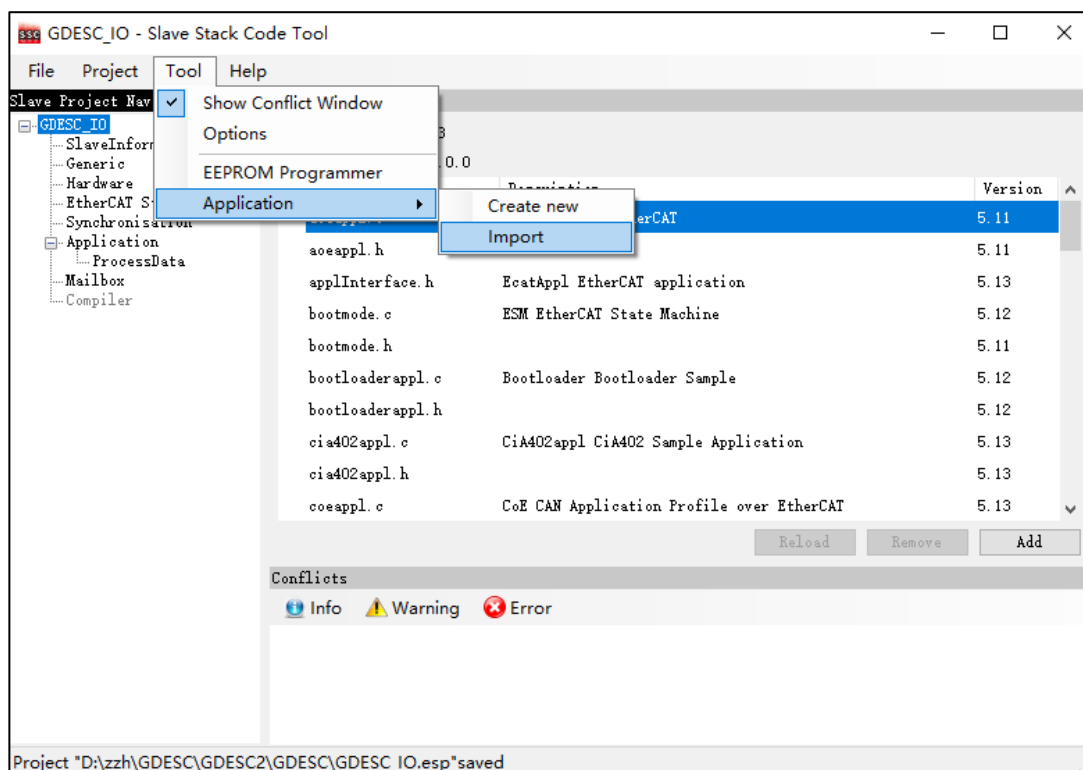 GDESC_IO - Slave Stack Code Tool
File Project Tool Help
Slave Project Nav
Show Conflict Window
Options
EEPROM Programmer
Application
Create new
Import
GDESC_IO
SlaveInfor
Generic
Hardware
EtherCAT S
Synchronisation
Application
ProcessData
Mailbox
Compiler
3
.0.0
Description Version
erCAT 5.11
aoeappl.h 5.11
applInterface.h EcatAppl EtherCAT application 5.13
bootmode.c ESM EtherCAT State Machine 5.12
bootmode.h 5.11
bootloaderappl.c Bootloader Bootloader Sample 5.12
bootloaderappl.h 5.12
cia402appl.c CiA402appl CiA402 Sample Application 5.13
cia402appl.h 5.13
coeappl.c CoE CAN Application Profile over EtherCAT 5.13
Reload Remove Add
Conflicts
Info Warning Error
Project "D:\zzh\GDESC\GDESC2\GDESC\GDESC_IO.esp"saved